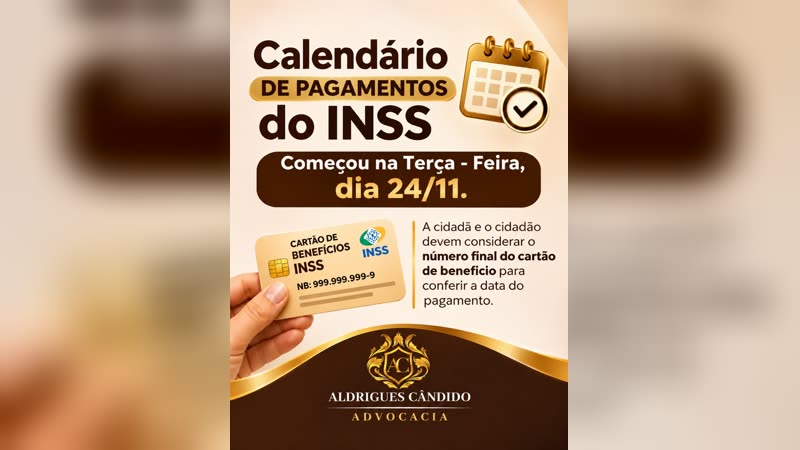 Calendário
DE PAGAMENTOS
do INSS
Começou na Terça - Feira,
dia 24/11.
CARTÃO DE
BENEFÍCIOS
INSS
INSS
NB: 999.999.999-9
A cidadã e o cidadão
devem considerar o
número final do cartão
de beneficio para
conferir a data do
pagamento.
AC
ALDRIGUES CÂNDIDO
ADVOCACIA